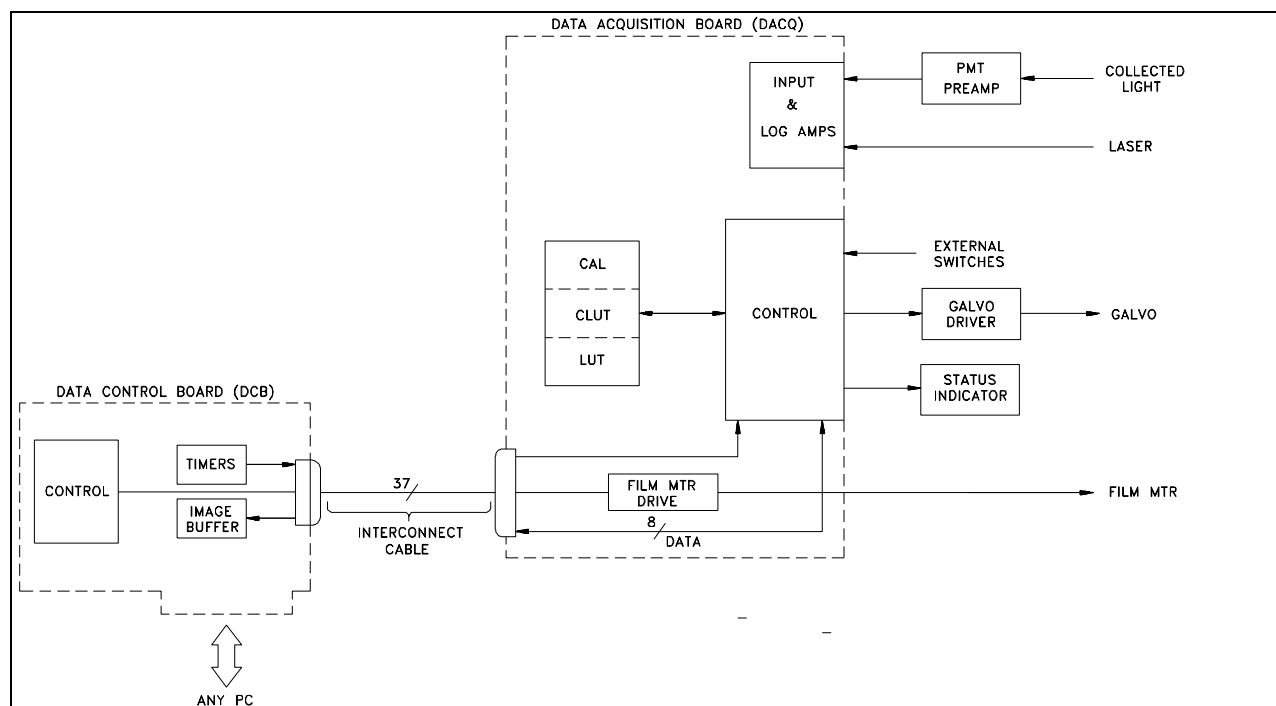 DATA ACQUISITION BOARD (DACQ)
INPUT
&
LOG AMPS
PMT
PREAMP
COLLECTED
LIGHT
LASER
CAL
CLUT
LUT
CONTROL
EXTERNAL
SWITCHES
GALVO
DRIVER
GALVO
STATUS
INDICATOR
DATA CONTROL BOARD (DCB)
CONTROL
TIMERS
IMAGE
BUFFER
37
INTERCONNECT
CABLE
FILM MTR
DRIVE
FILM MTR
8
DATA
ANY PC